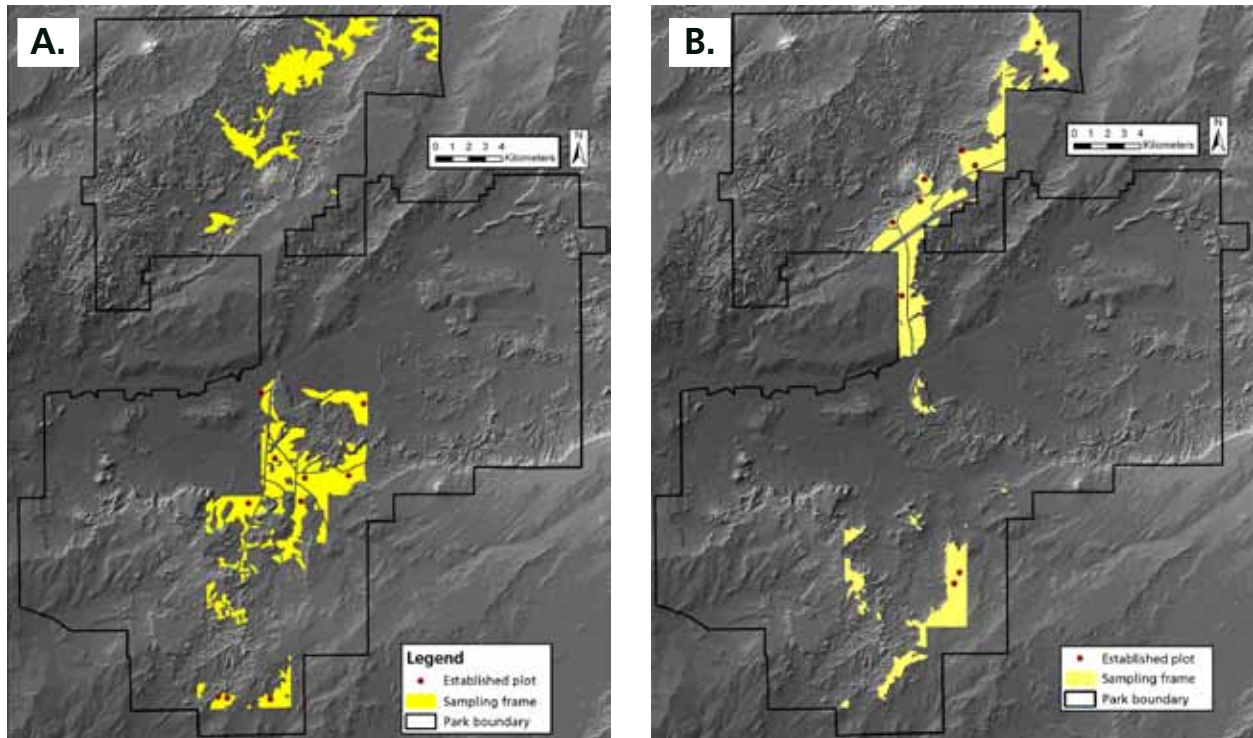 A.
N
0 1 2 3 4
Kilometers
Legend
Established plot
Sampling frame
Park boundary
B.
N
0 1 2 3 4
Kilometers
Established plot
Sampling frame
Park boundary